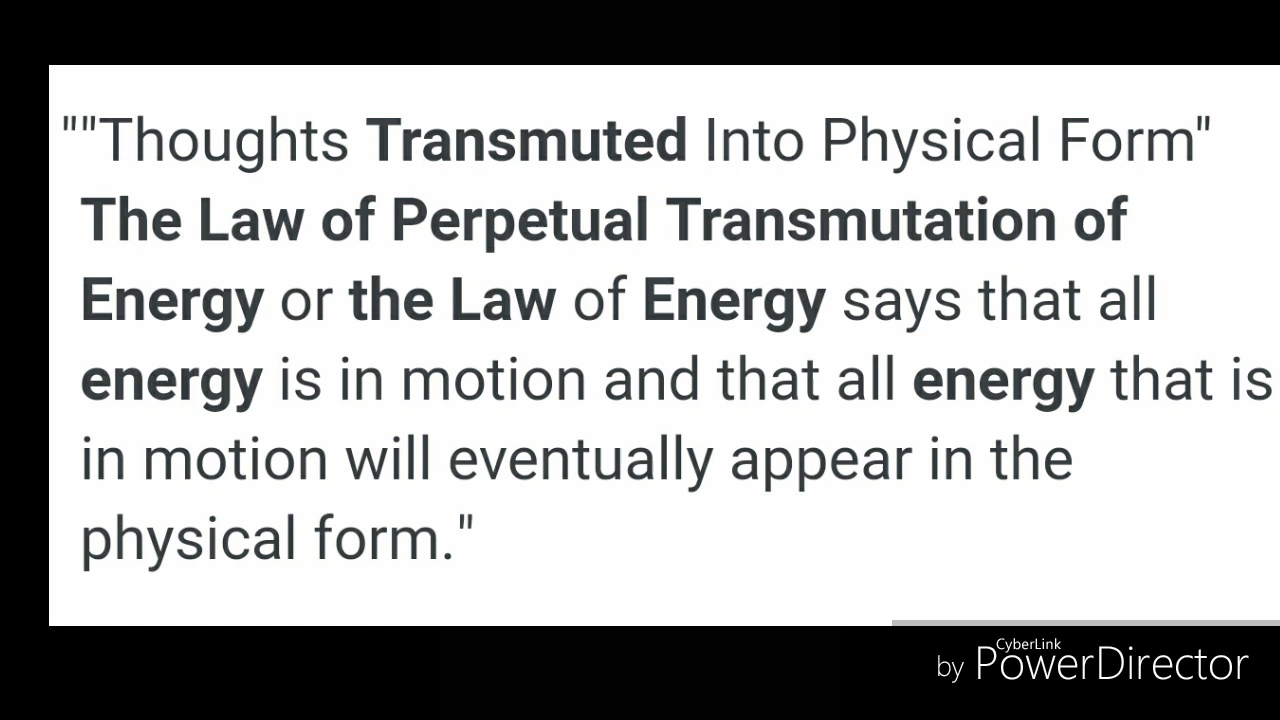 ""Thoughts Transmuted Into Physical Form"
The Law of Perpetual Transmutation of
Energy or the Law of Energy says that all
energy is in motion and that all energy that is
in motion will eventually appear in the
physical form."
CyberLink
by PowerDirector